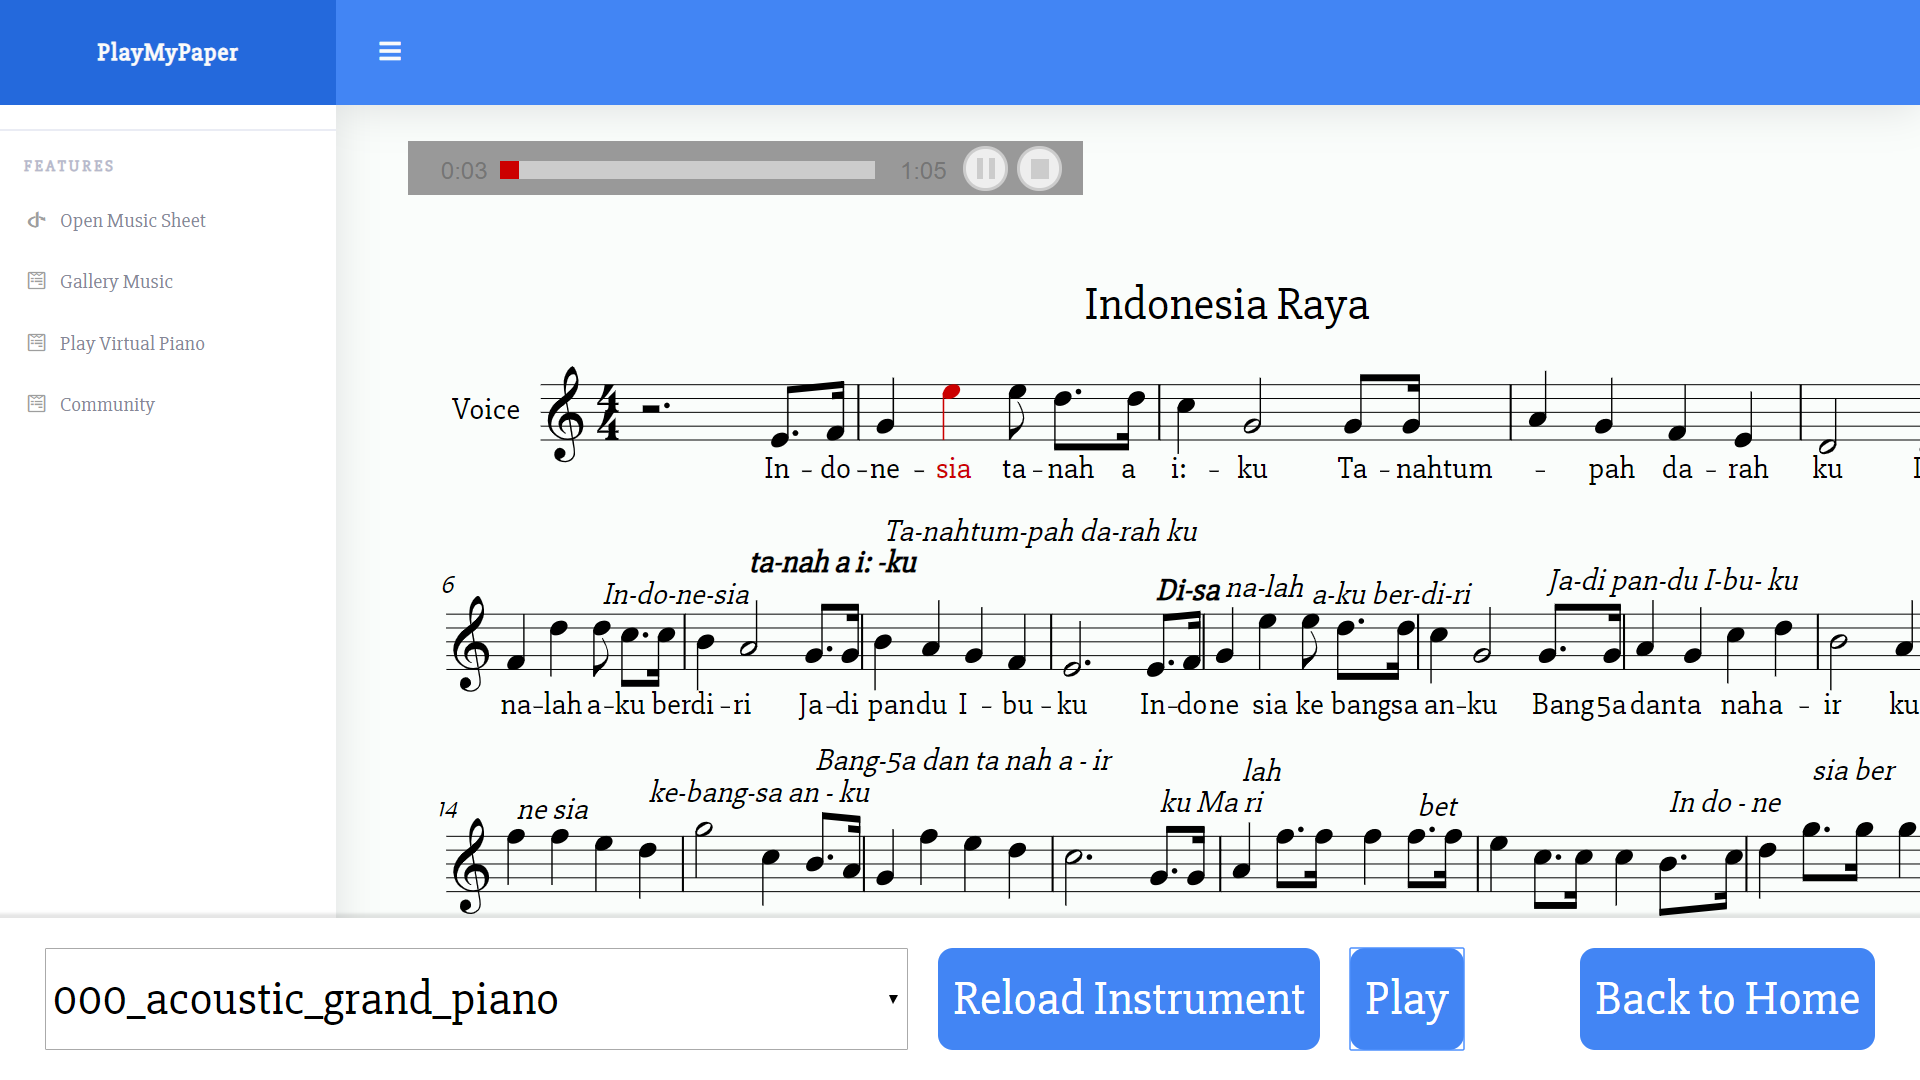 PlayMyPaper
FEATURES
Open Music Sheet
Gallery Music
Play Virtual Piano
Community
0:03 1:05
Indonesia Raya
Voice
4
4
In - do - ne - sia ta - nah a i: - ku Ta - nahtum - pah da - rah ku
Ta-nahtum-pah da-rah ku
ta-nah a i: -ku
6 In-do-ne-sia Di-sa na-lah a-ku ber-di-ri Ja-di pan-du I-bu- ku
na-lah a-ku berdi-ri Ja-di pandu I - bu - ku In-done sia ke bangsa an-ku Bang5adanta naha - ir ku
Bang-5a dan ta nah a - ir lah sia ber
14 ne sia ke-bang-sa an - ku ku Ma ri bet In do - ne
000_acoustic_grand_piano
Reload Instrument
Play
Back to Home